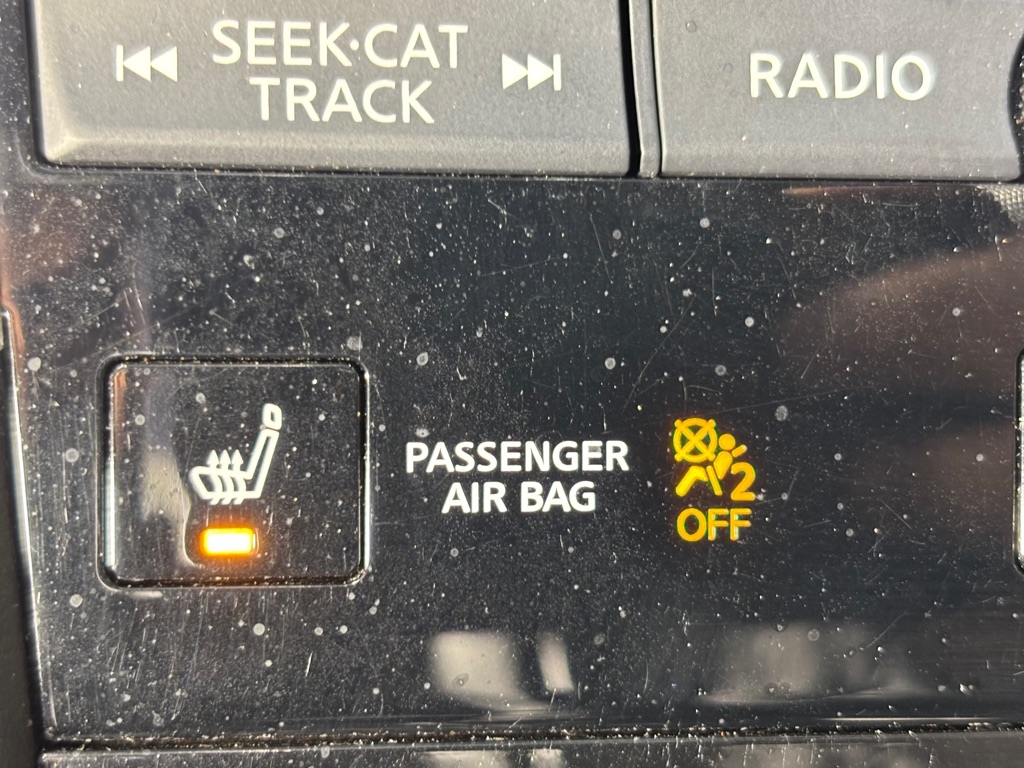 SEEK·CAT
TRACK
RADIO
PASSENGER
AIR BAG
2
OFF